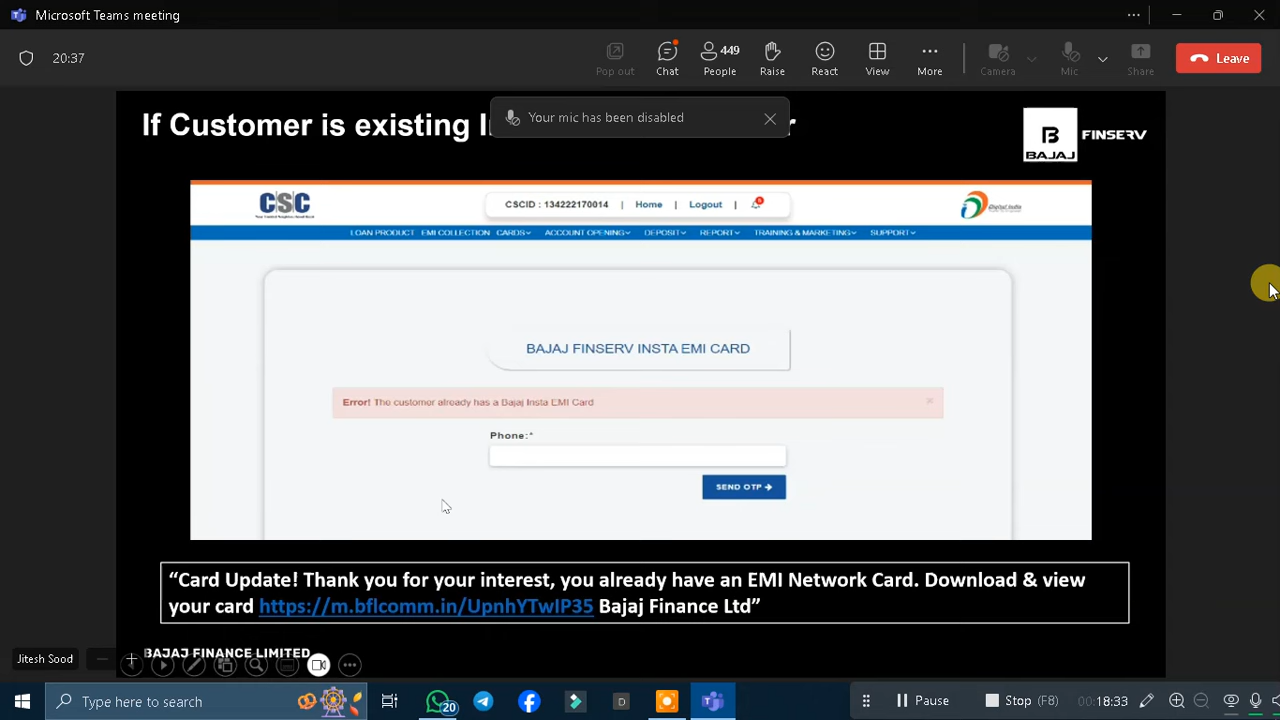 Microsoft Teams meeting
20:37
Pop out
Chat
449
People
Raise
React
View
More
Camera
Mic
Share
Leave
If Customer is existing
Your mic has been disabled
BAJAJ
FINSERV
CSC
CSCID : 134222170014 | Home | Logout |
LOAN PRODUCT EMI COLLECTION CARDS ACCOUNT OPENING DEPOSIT REPORT TRAINING & MARKETING SUPPORT
BAJAJ FINSERV INSTA EMI CARD
Error! The customer already has a Bajaj Insta EMI Card
Phone:*
SEND OTP
“Card Update! Thank you for your interest, you already have an EMI Network Card. Download & view
your card https://m.bflcomm.in/UpnhYTwIP35 Bajaj Finance Ltd”
Jitesh Sood
BAJAJ FINANCE LIMITED
Type here to search
20
Pause
Stop (F8)
00:18:33